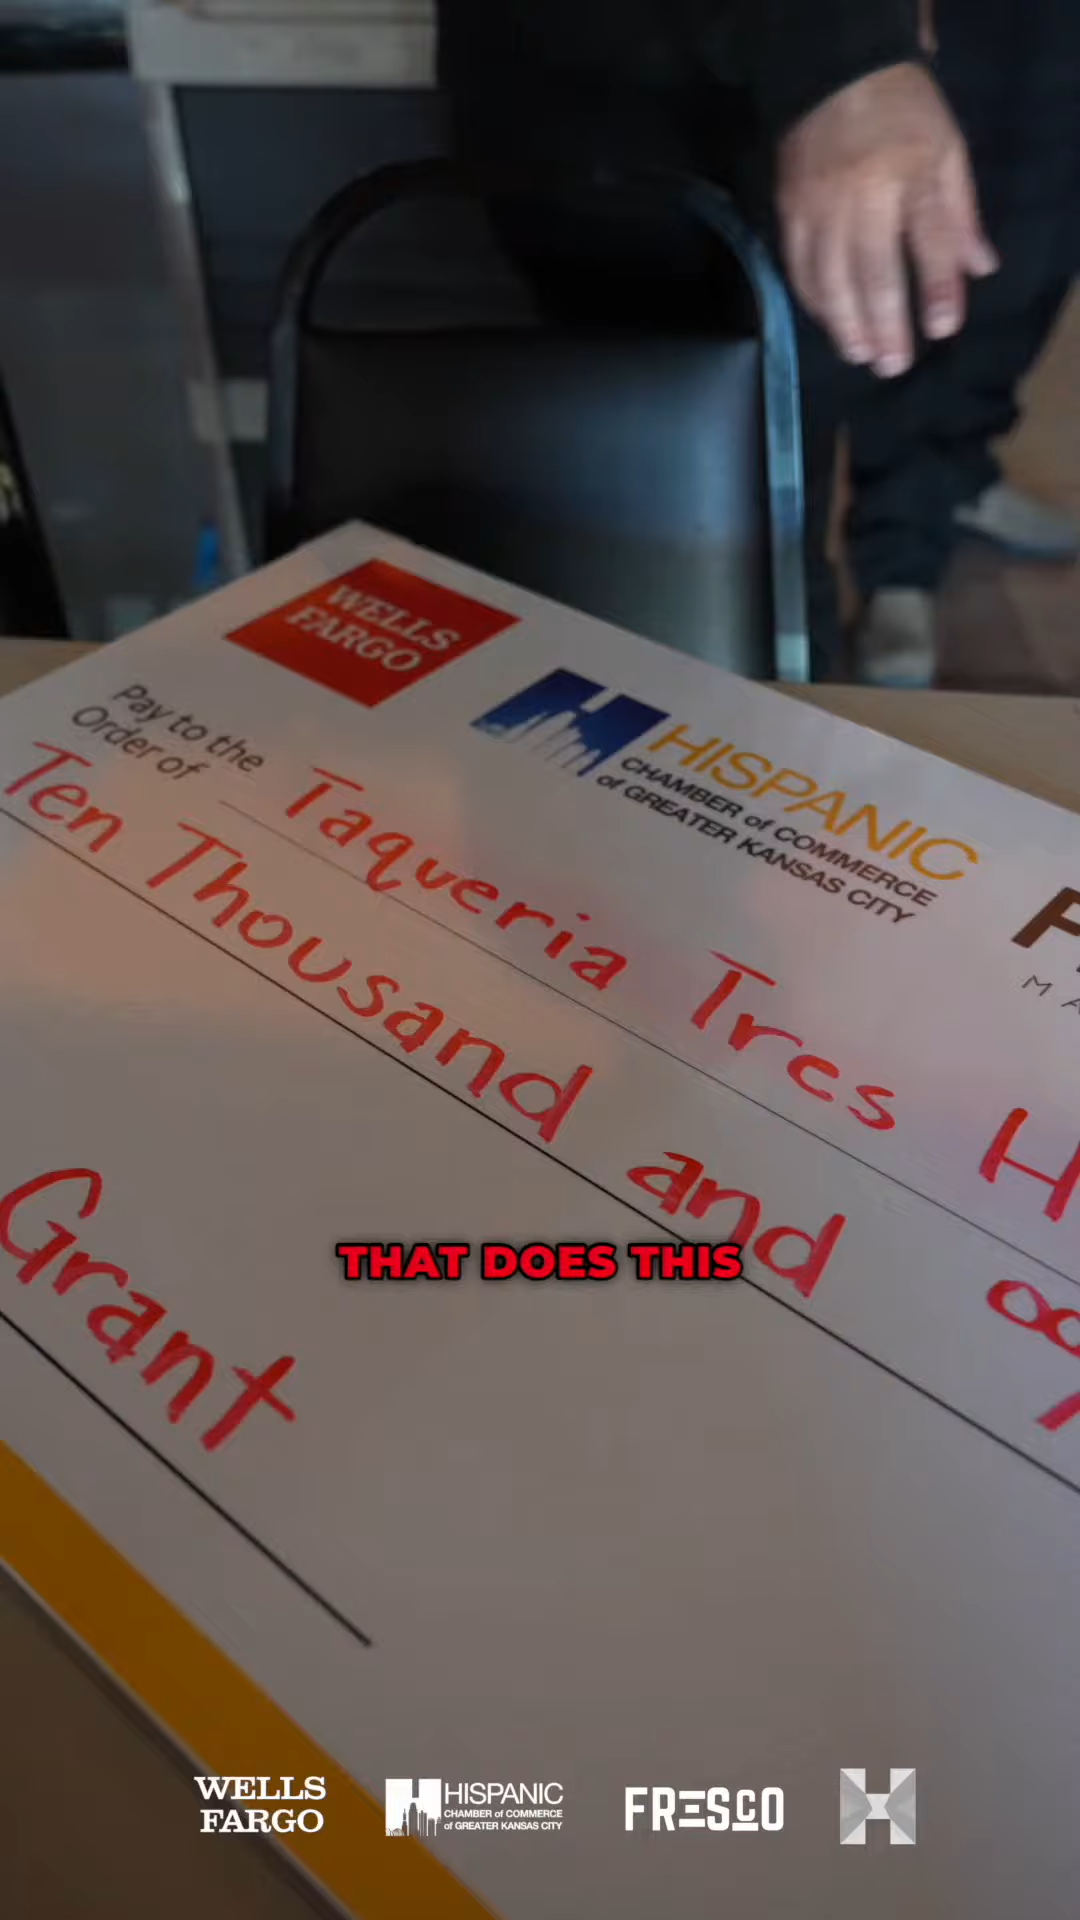 WELLS
FARGO
HISPANIC
CHAMBER of COMMERCE
of GREATER KANSAS CITY
Pay to the
Order of
Taqueria Tres H
Ten Thousand and
Grant
THAT DOES THIS
WELLS
FARGO
HISPANIC
CHAMBER of COMMERCE
of GREATER KANSAS CITY
FRESCO
H